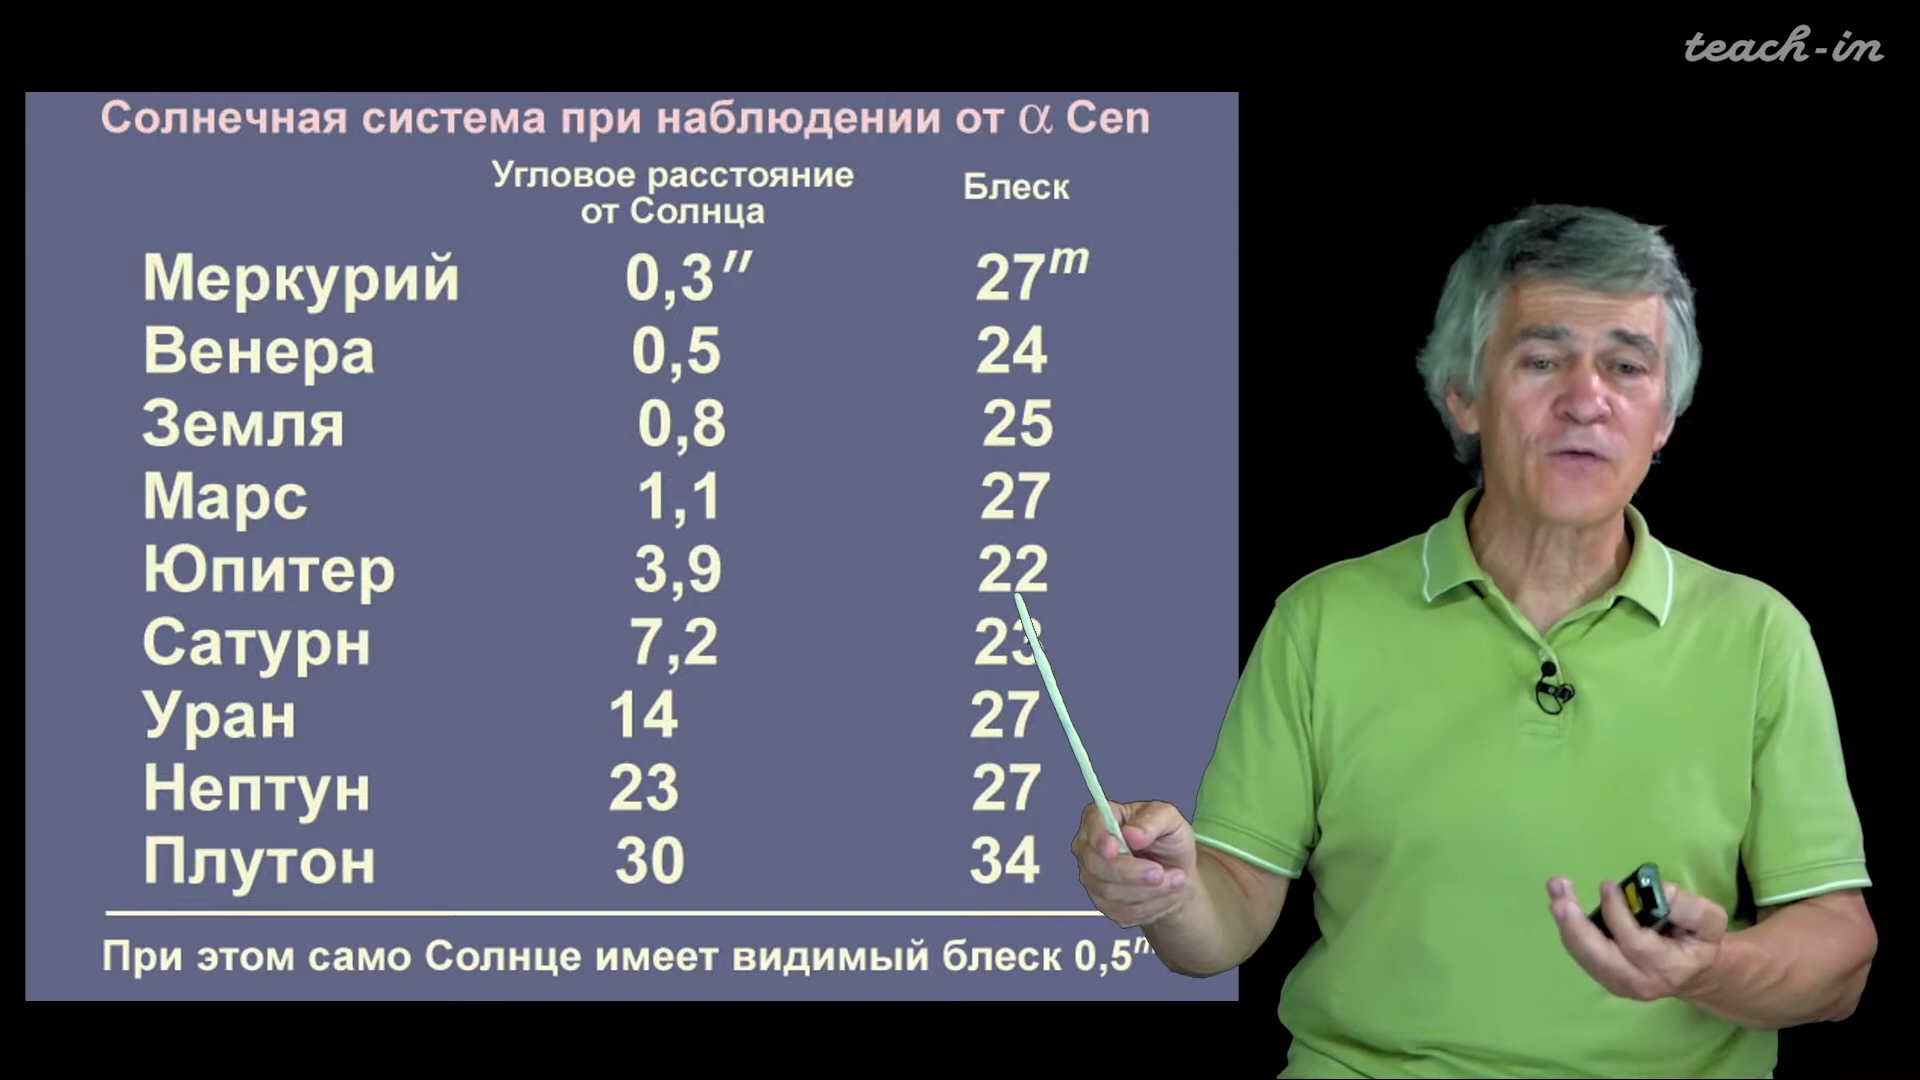 teach-in
Солнечная система при наблюдении от α Cen
Угловое расстояние
от Солнца
Блеск
Меркурий 0,3″ 27ᵐ
Венера 0,5 24
Земля 0,8 25
Марс 1,1 27
Юпитер 3,9 22
Сатурн 7,2 23
Уран 14 27
Нептун 23 27
Плутон 30 34
При этом само Солнце имеет видимый блеск 0,5ᵐ